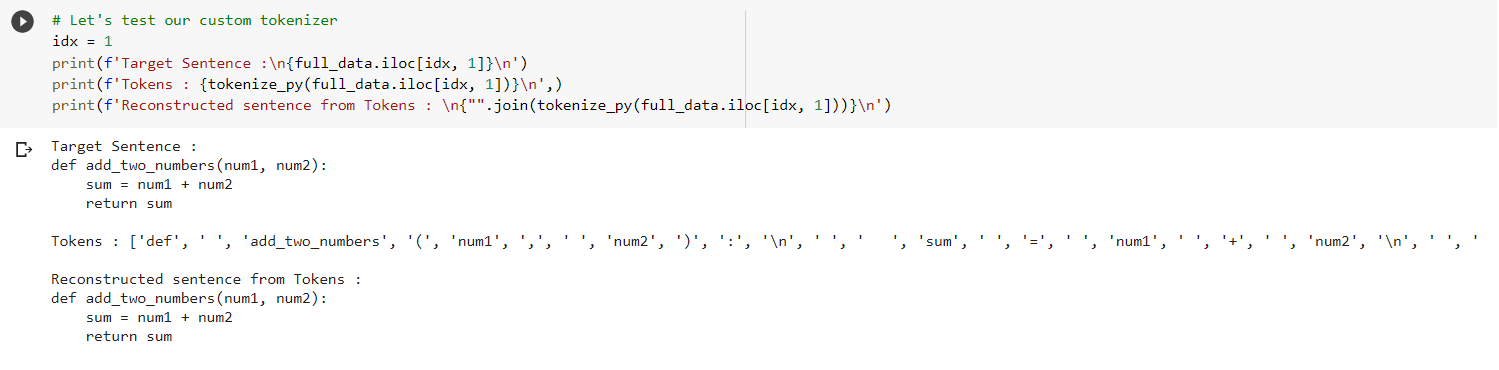 # Let's test our custom tokenizer
idx = 1
print(f'Target Sentence :\n{full_data.iloc[idx, 1]}\n')
print(f'Tokens : {tokenize_py(full_data.iloc[idx, 1])}\n',)
print(f'Reconstructed sentence from Tokens : \n{"".join(tokenize_py(full_data.iloc[idx, 1]))}\n')
Target Sentence :
def add_two_numbers(num1, num2):
    sum = num1 + num2
    return sum
Tokens : ['def', ' ', 'add_two_numbers', '(', 'num1', ',', ' ', 'num2', ')', ':', '\n', ' ', '   ', 'sum', ' ', '=', ' ', 'num1', ' ', '+', ' ', 'num2', '\n', ' ', '
Reconstructed sentence from Tokens :
def add_two_numbers(num1, num2):
    sum = num1 + num2
    return sum